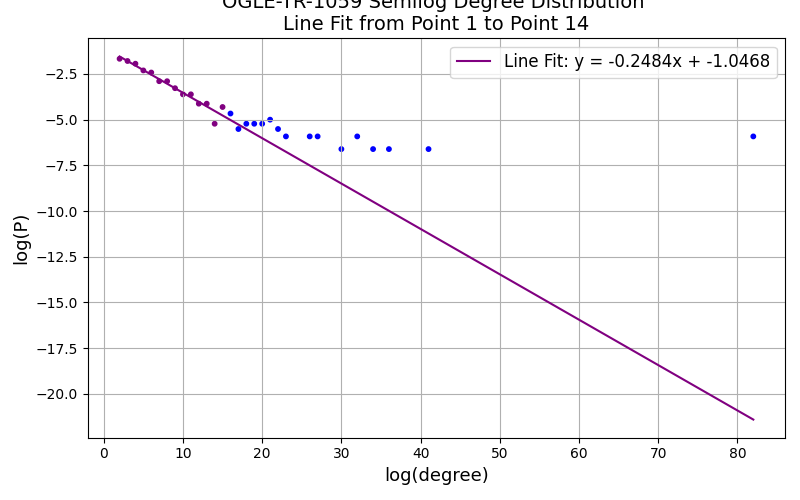 OGLE-TR-1059 Semilog Degree Distribution
Line Fit from Point 1 to Point 14
Line Fit: y = -0.2484x + -1.0468
log(P)
−2.5
−5.0
−7.5
−10.0
−12.5
−15.0
−17.5
−20.0
0 10 20 30 40 50 60 70 80
log(degree)